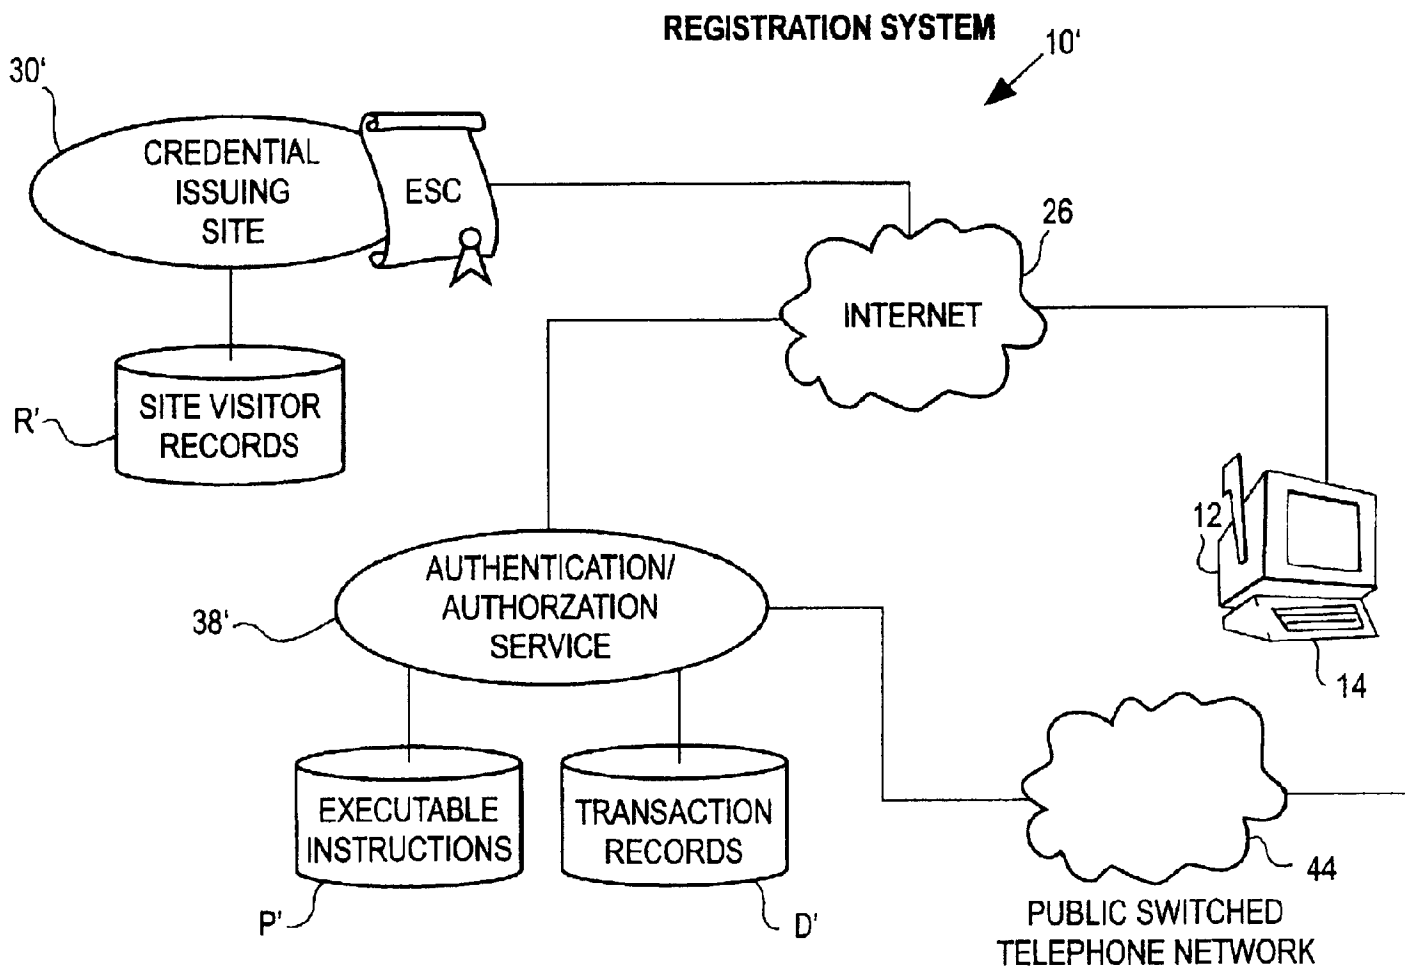 REGISTRATION SYSTEM
10'
30'
CREDENTIAL
ISSUING
SITE
ESC
26
INTERNET
SITE VISITOR
RECORDS
R'
12
14
AUTHENTICATION/
AUTHORZATION
SERVICE
38'
EXECUTABLE
INSTRUCTIONS
P'
TRANSACTION
RECORDS
D'
44
PUBLIC SWITCHED
TELEPHONE NETWORK